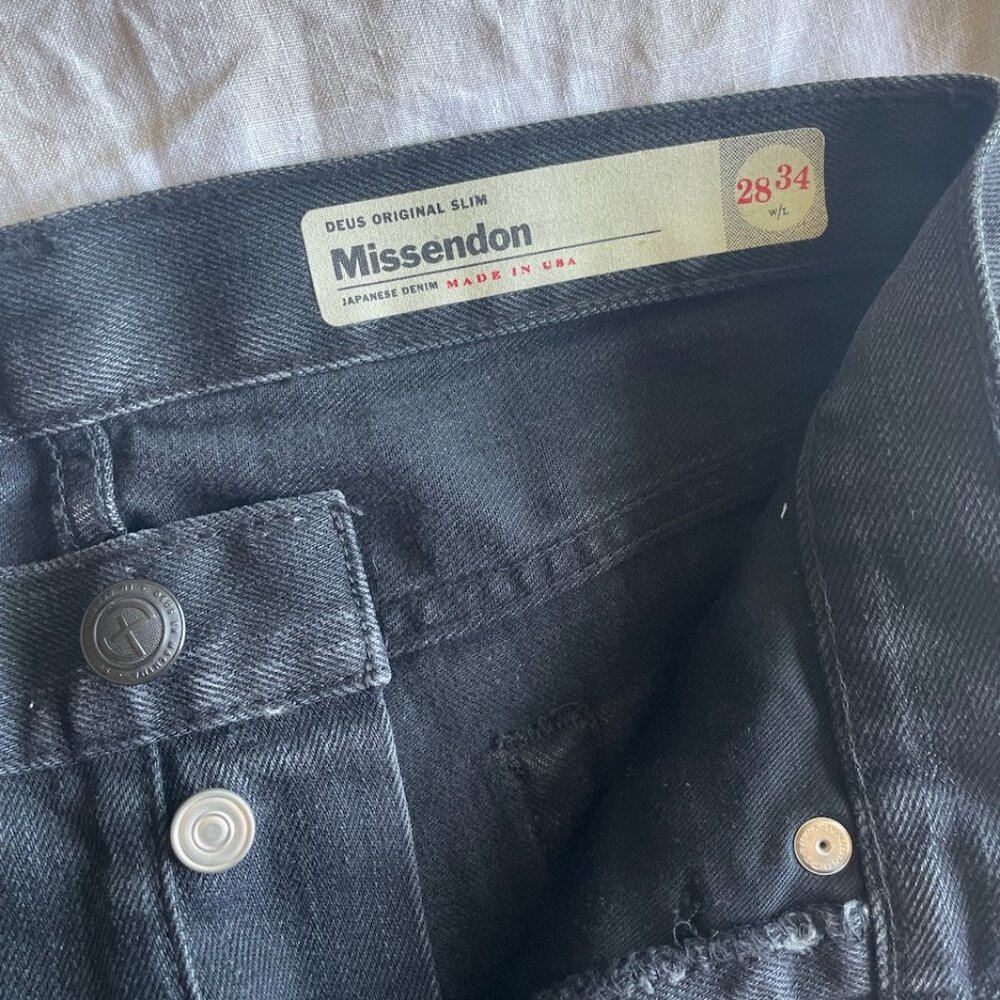 DEUS ORIGINAL SLIM
Missendon
JAPANESE DENIM MADE IN USA
28 34
W/L